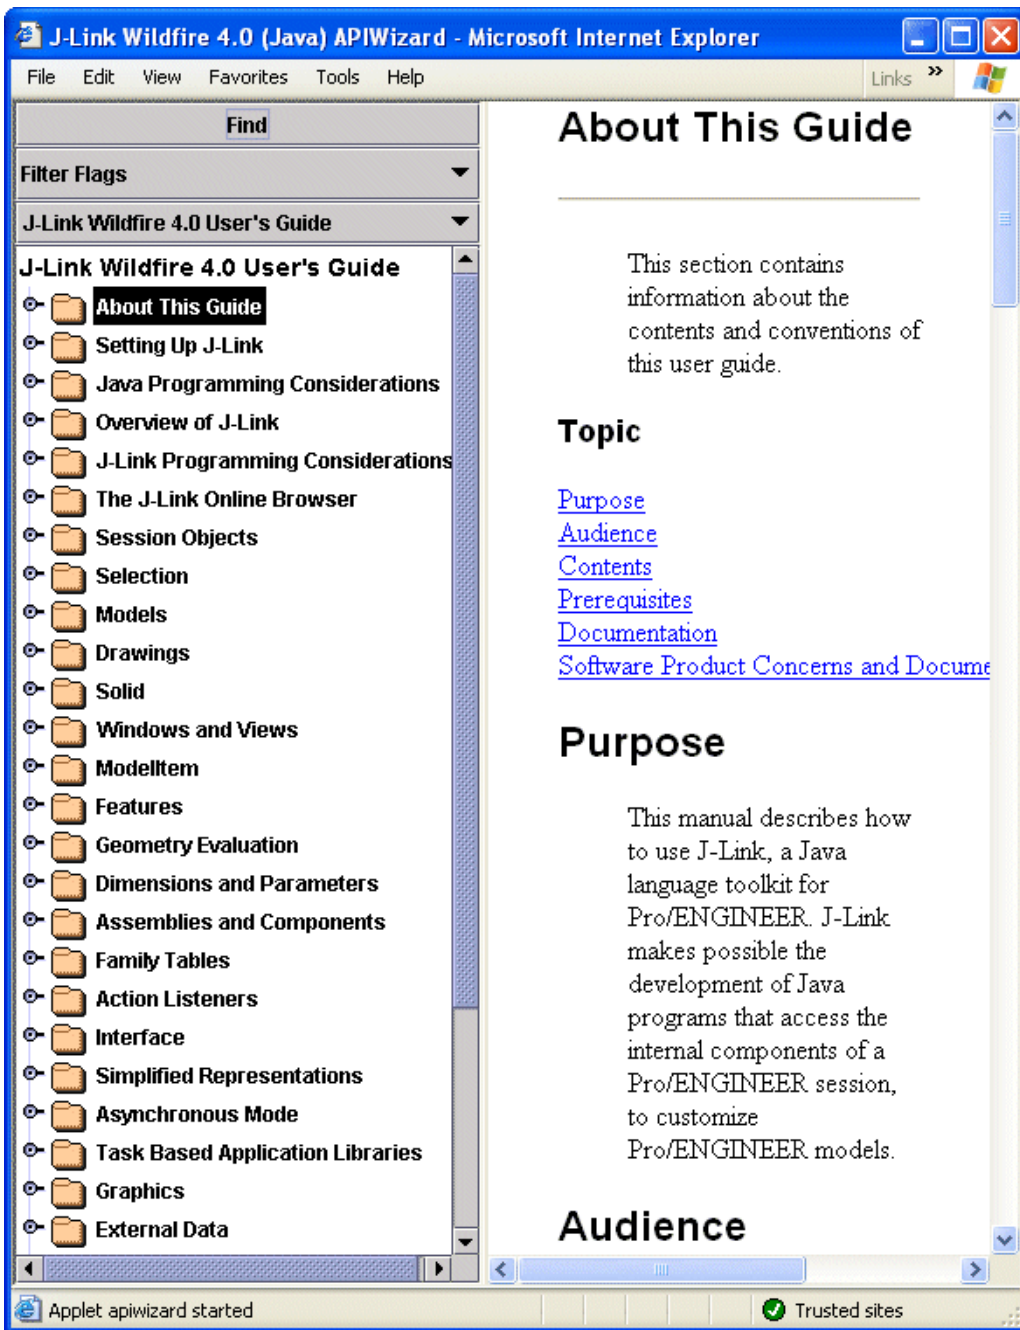 J-Link Wildfire 4.0 (Java) APIWizard - Microsoft Internet Explorer
File Edit View Favorites Tools Help Links »
Find
Filter Flags
J-Link Wildfire 4.0 User's Guide
J-Link Wildfire 4.0 User's Guide
About This Guide
Setting Up J-Link
Java Programming Considerations
Overview of J-Link
J-Link Programming Considerations
The J-Link Online Browser
Session Objects
Selection
Models
Drawings
Solid
Windows and Views
ModelItem
Features
Geometry Evaluation
Dimensions and Parameters
Assemblies and Components
Family Tables
Action Listeners
Interface
Simplified Representations
Asynchronous Mode
Task Based Application Libraries
Graphics
External Data
About This Guide
This section contains
information about the
contents and conventions of
this user guide.
Topic
Purpose
Audience
Contents
Prerequisites
Documentation
Software Product Concerns and Docume
Purpose
This manual describes how
to use J-Link, a Java
language toolkit for
Pro/ENGINEER. J-Link
makes possible the
development of Java
programs that access the
internal components of a
Pro/ENGINEER session,
to customize
Pro/ENGINEER models.
Audience
Applet apiwizard started
Trusted sites